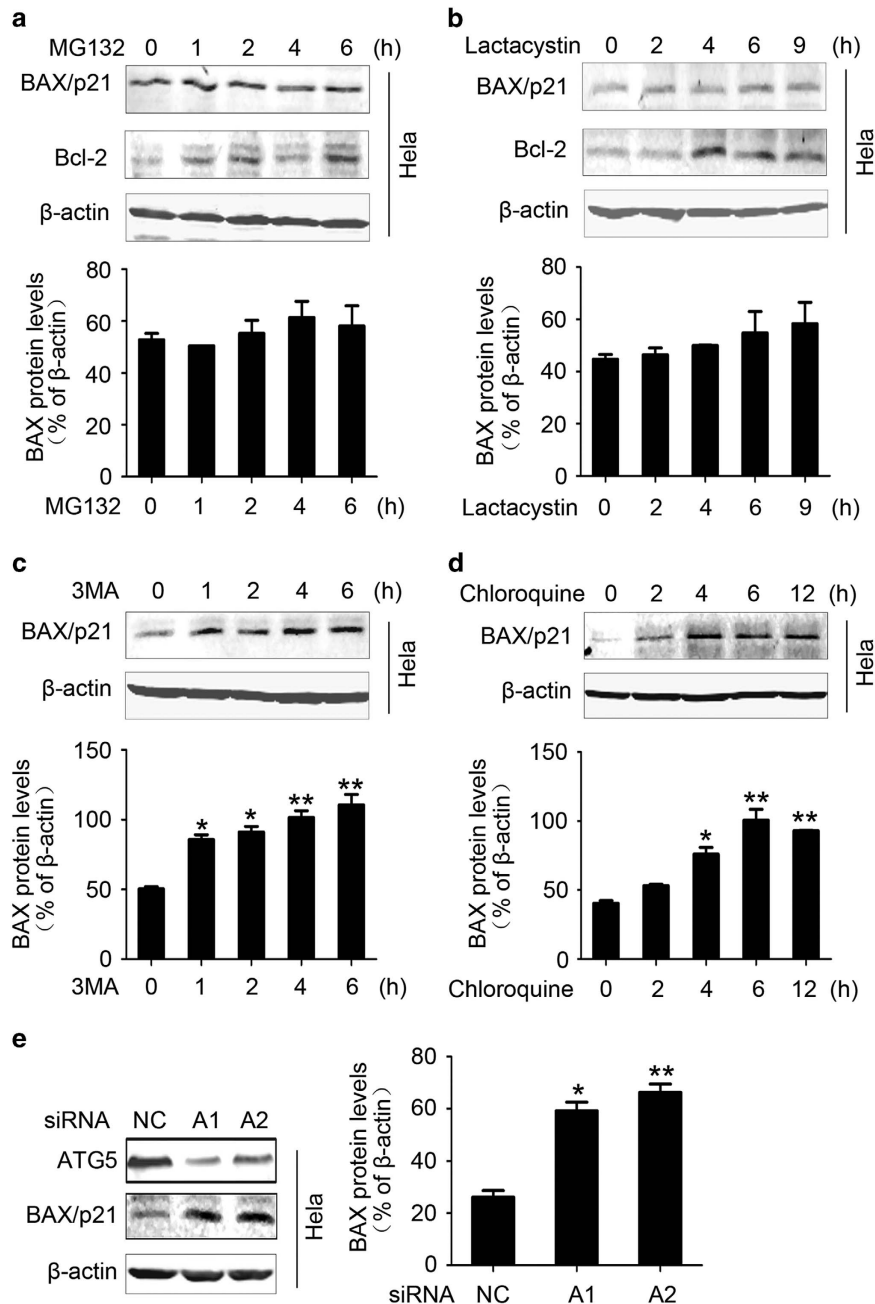 a
MG132 0 1 2 4 6 (h)
BAX/p21
Bcl-2
β-actin
Hela
80
60
40
20
0
BAX protein levels
(% of β-actin)
MG132 0 1 2 4 6 (h)
b
Lactacystin 0 2 4 6 9 (h)
BAX/p21
Bcl-2
β-actin
Hela
80
60
40
20
0
BAX protein levels
(% of β-actin)
Lactacystin 0 2 4 6 9 (h)
c
3MA 0 1 2 4 6 (h)
BAX/p21
β-actin
Hela
150
100
50
0
BAX protein levels
(% of β-actin)
* * ** **
3MA 0 1 2 4 6 (h)
d
Chloroquine 0 2 4 6 12 (h)
BAX/p21
β-actin
Hela
150
100
50
0
BAX protein levels
(% of β-actin)
* ** **
Chloroquine 0 2 4 6 12 (h)
e
siRNA NC A1 A2
ATG5
BAX/p21
β-actin
Hela
80
60
40
20
0
BAX protein levels
(% of β-actin)
* **
siRNA NC A1 A2